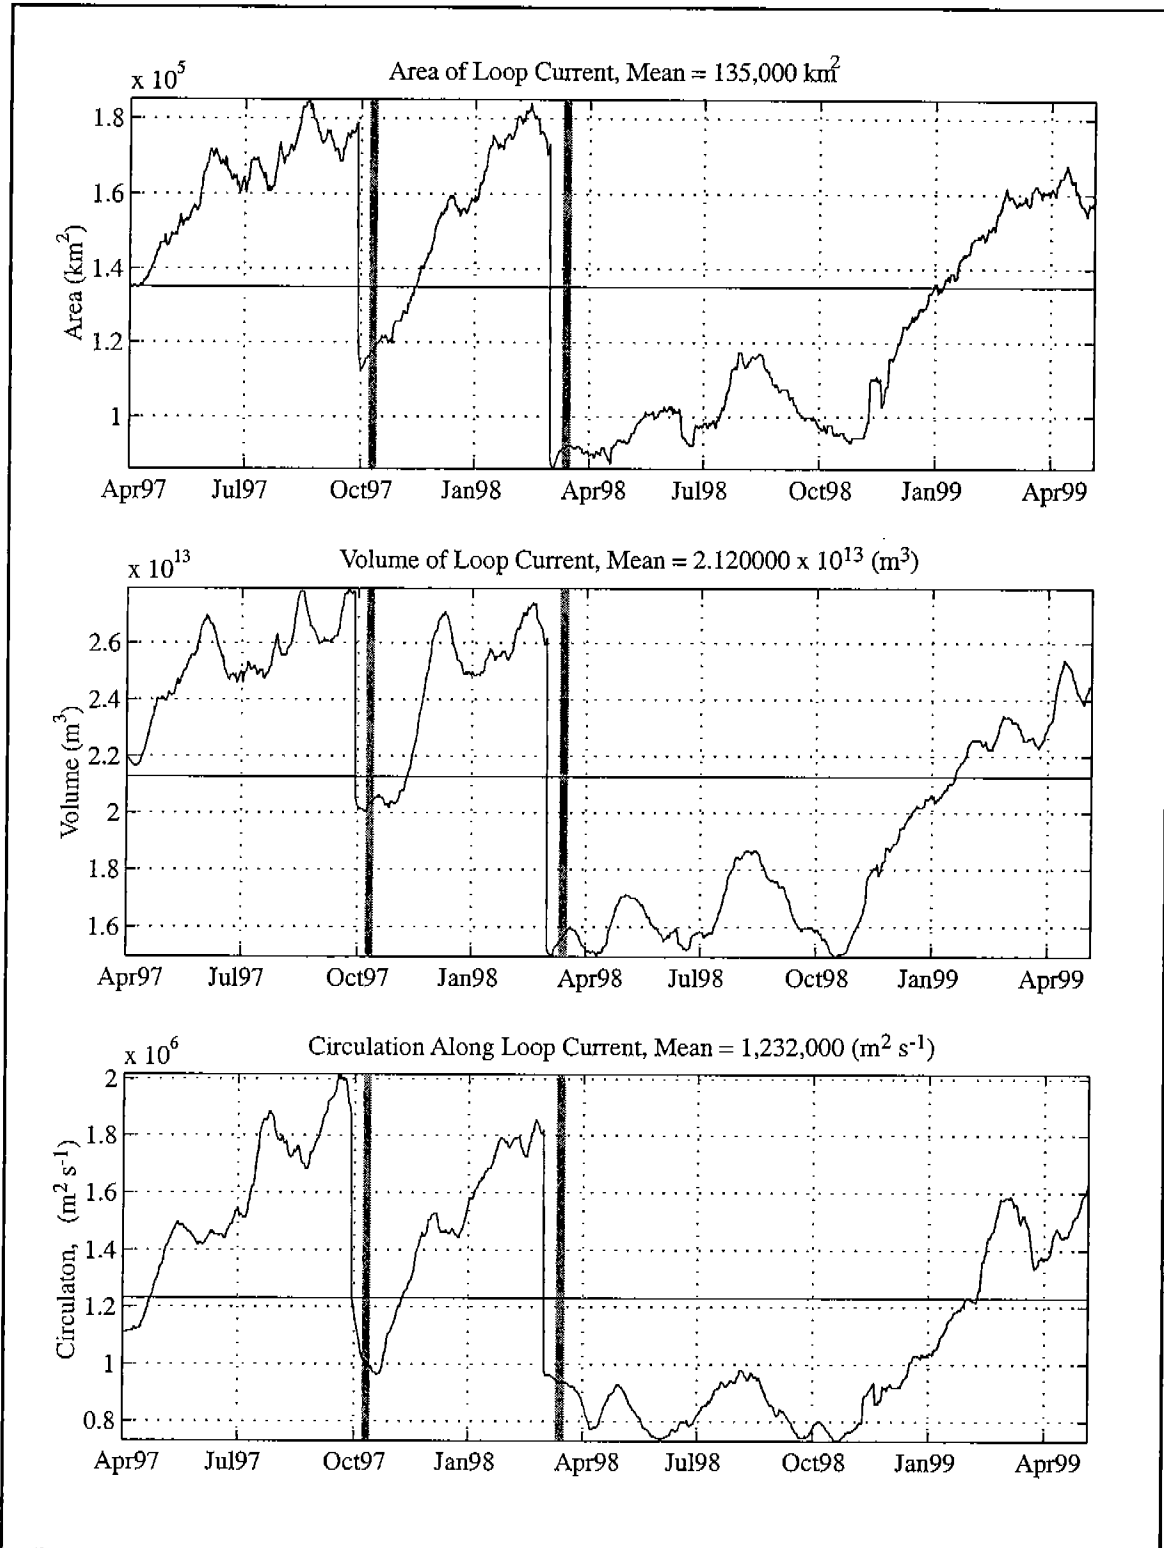 x 10^5
Area of Loop Current, Mean = 135,000 km^2
Area (km^2)
1.8
1.6
1.4
1.2
1
Apr97 Jul97 Oct97 Jan98 Apr98 Jul98 Oct98 Jan99 Apr99
x 10^13
Volume of Loop Current, Mean = 2.120000 x 10^13 (m^3)
Volume (m^3)
2.6
2.4
2.2
2
1.8
1.6
Apr97 Jul97 Oct97 Jan98 Apr98 Jul98 Oct98 Jan99 Apr99
x 10^6
Circulation Along Loop Current, Mean = 1,232,000 (m^2 s^-1)
Circulaton, (m^2 s^-1)
2
1.8
1.6
1.4
1.2
1
0.8
Apr97 Jul97 Oct97 Jan98 Apr98 Jul98 Oct98 Jan99 Apr99